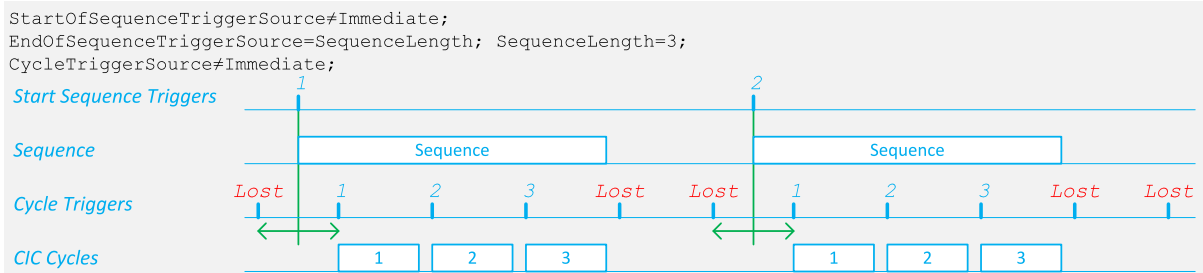 StartOfSequenceTriggerSource≠Immediate;
EndOfSequenceTriggerSource=SequenceLength; SequenceLength=3;
CycleTriggerSource≠Immediate;
Start Sequence Triggers 1 2
Sequence Sequence Sequence
Cycle Triggers Lost 1 2 3 Lost Lost 1 2 3 Lost Lost
CIC Cycles 1 2 3 1 2 3